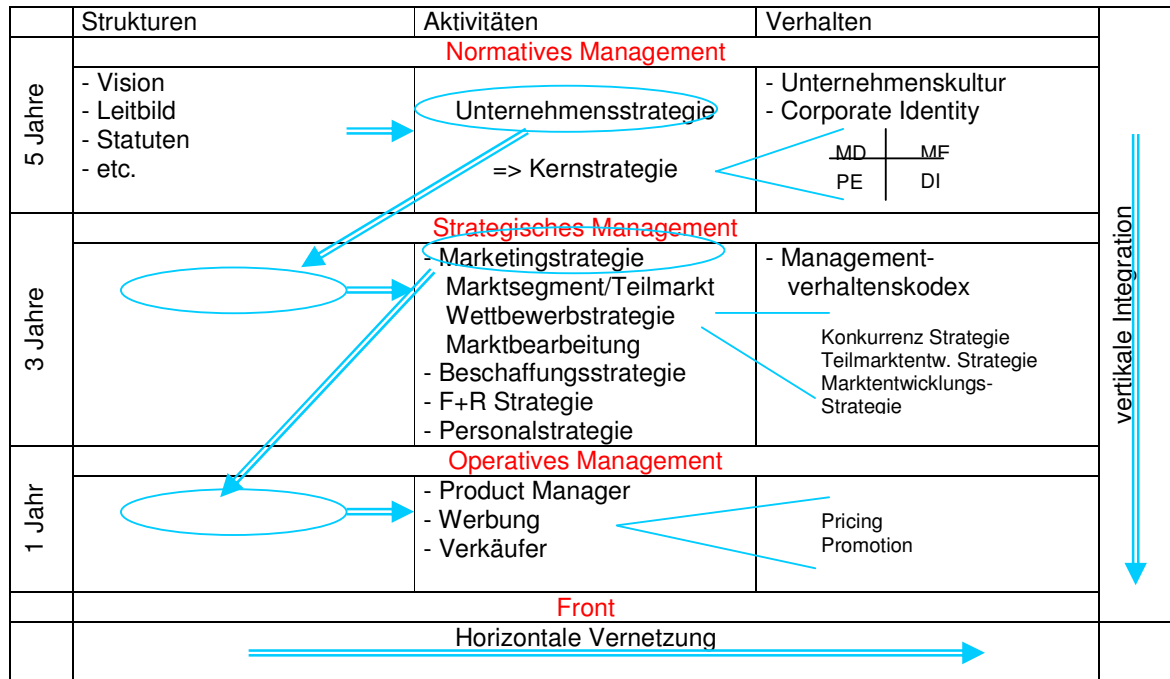 Strukturen
Aktivitäten
Verhalten
Normatives Management
5 Jahre
- Vision
- Leitbild
- Statuten
- etc.
Unternehmensstrategie
=> Kernstrategie
- Unternehmenskultur
- Corporate Identity
MD
MF
PE
DI
Strategisches Management
3 Jahre
- Marketingstrategie
Marktsegment/Teilmarkt
Wettbewerbstrategie
Marktbearbeitung
- Beschaffungsstrategie
- F+R Strategie
- Personalstrategie
- Management-
verhaltenskodex
Konkurrenz Strategie
Teilmarktentw. Strategie
Marktentwicklungs-
Strategie
Operatives Management
1 Jahr
- Product Manager
- Werbung
- Verkäufer
Pricing
Promotion
Front
Horizontale Vernetzung
vertikale Integration